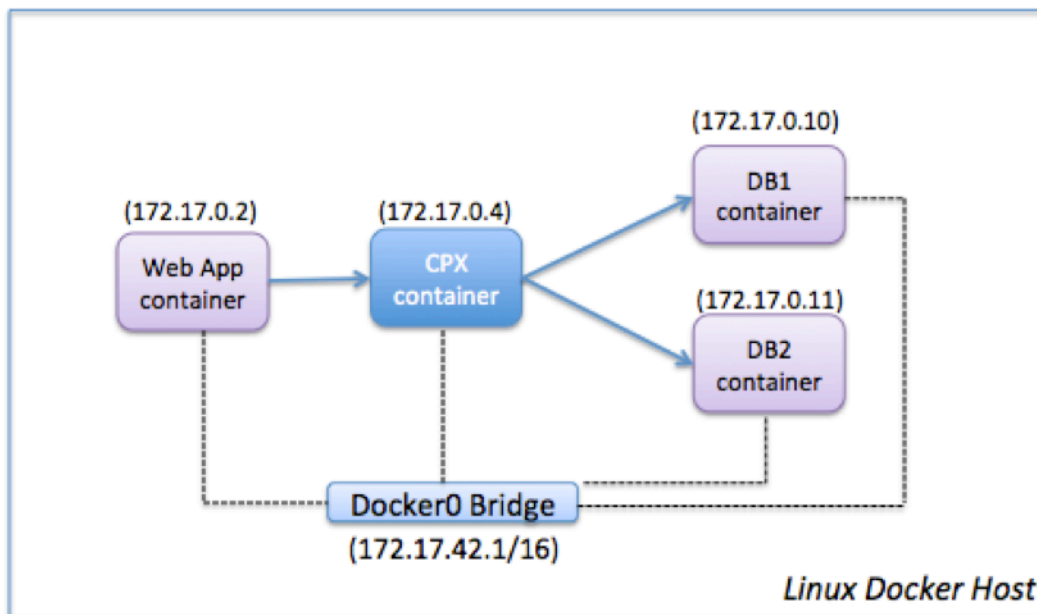 (172.17.0.10)
DB1
container
(172.17.0.2)
(172.17.0.4)
Web App
container
CPX
container
(172.17.0.11)
DB2
container
Docker0 Bridge
(172.17.42.1/16)
Linux Docker Host